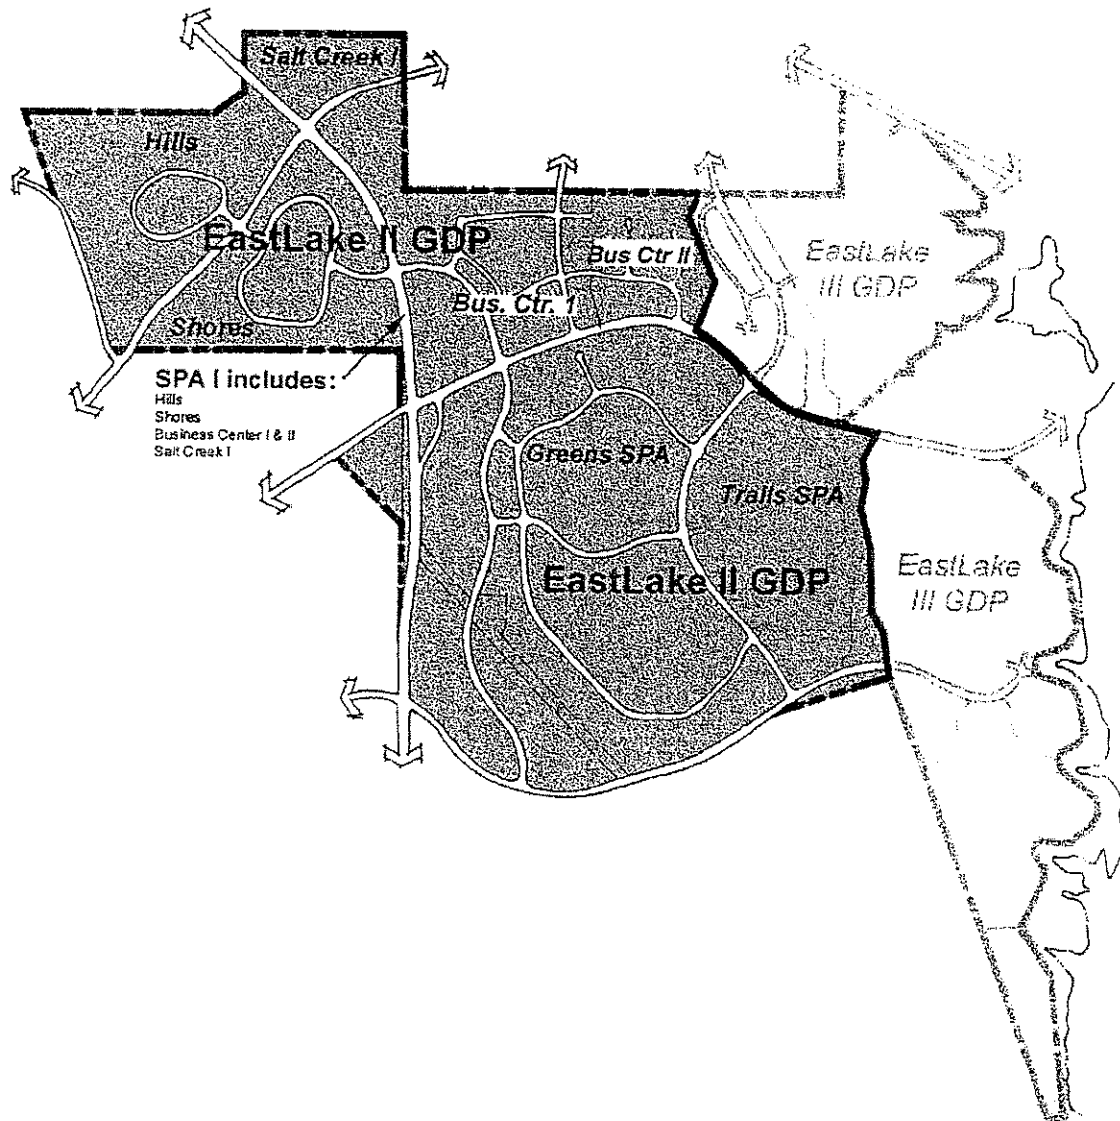 Salt Creek I
Hills
EastLake II GDP
Bus Ctr II
EastLake
III GDP
Bus. Ctr. 1
Shores
SPA I includes:
Hills
Shores
Business Center I & II
Salt Creek I
Greens SPA
Trails SPA
EastLake II GDP
EastLake
III GDP